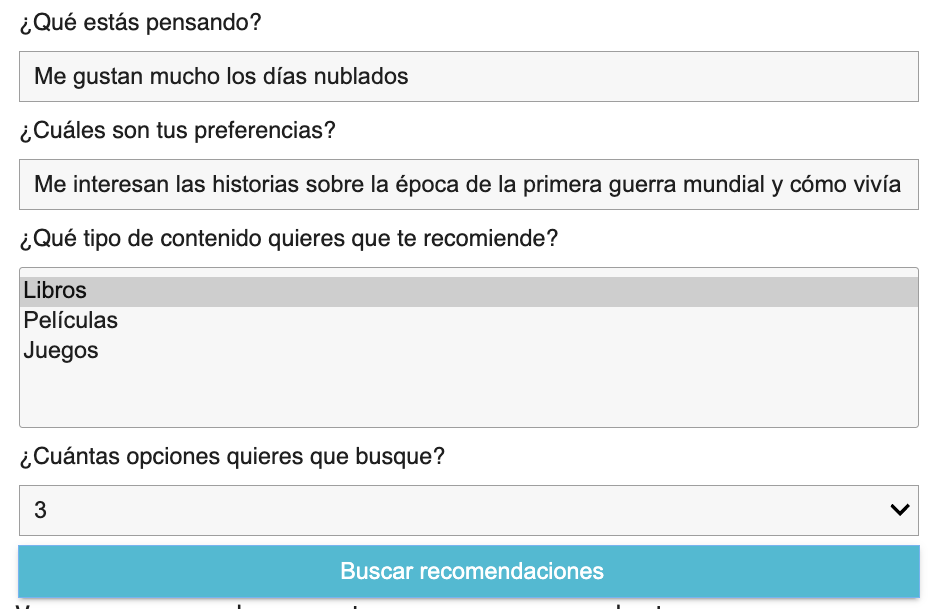 ¿Qué estás pensando?
Me gustan mucho los días nublados
¿Cuáles son tus preferencias?
Me interesan las historias sobre la época de la primera guerra mundial y cómo vivía
¿Qué tipo de contenido quieres que te recomiende?
Libros
Películas
Juegos
¿Cuántas opciones quieres que busque?
3
Buscar recomendaciones